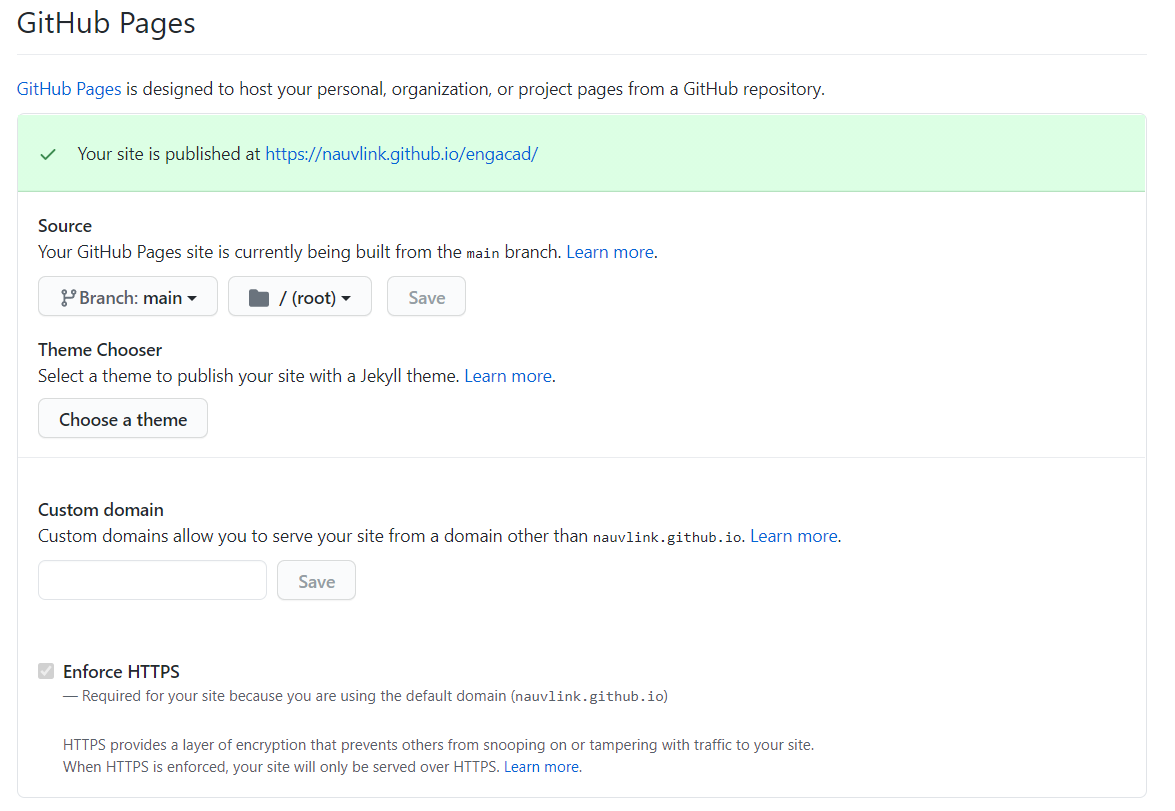 GitHub Pages
GitHub Pages is designed to host your personal, organization, or project pages from a GitHub repository.
Your site is published at https://nauvlink.github.io/engacad/
Source
Your GitHub Pages site is currently being built from the main branch. Learn more.
Branch: main / (root) Save
Theme Chooser
Select a theme to publish your site with a Jekyll theme. Learn more.
Choose a theme
Custom domain
Custom domains allow you to serve your site from a domain other than nauvlink.github.io. Learn more.
Save
Enforce HTTPS
— Required for your site because you are using the default domain (nauvlink.github.io)
HTTPS provides a layer of encryption that prevents others from snooping on or tampering with traffic to your site.
When HTTPS is enforced, your site will only be served over HTTPS. Learn more.